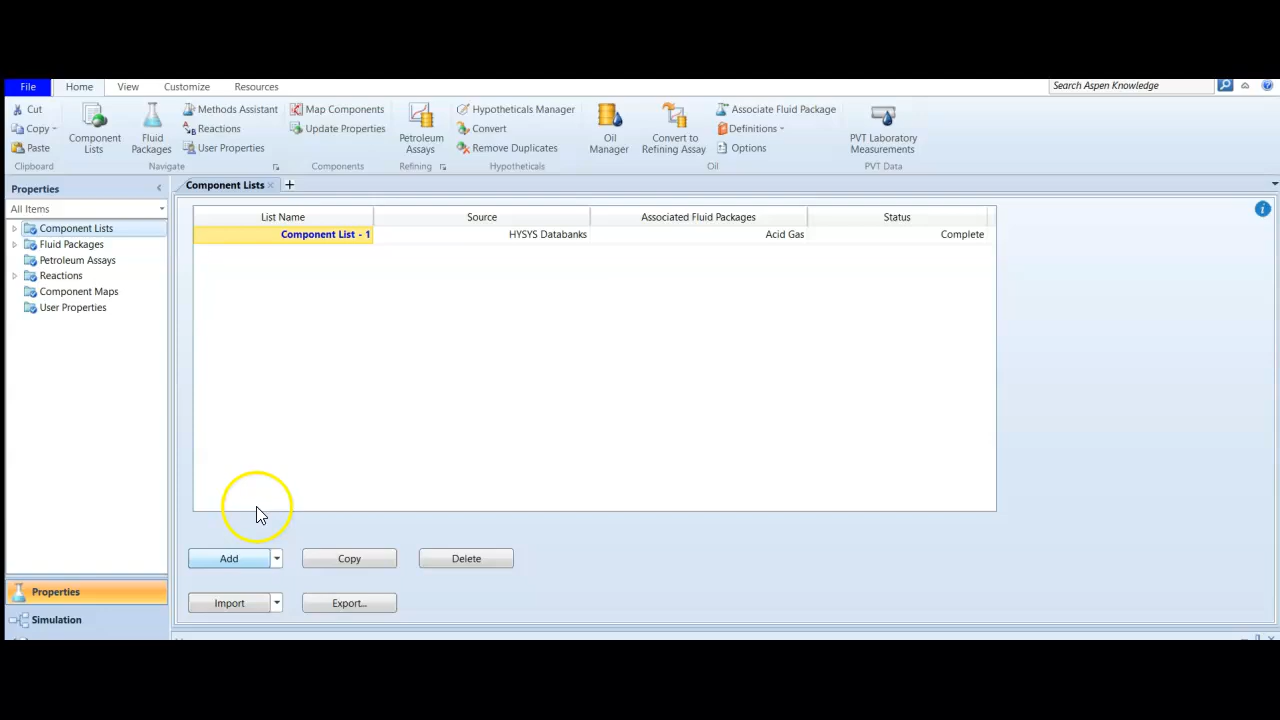 File Home View Customize Resources Search Aspen Knowledge
Cut Methods Assistant Map Components Hypotheticals Manager Associate Fluid Package
Copy Reactions Update Properties Convert Definitions
Paste Component Lists Fluid Packages User Properties Petroleum Assays Remove Duplicates Oil Manager Convert to Refining Assay Options PVT Laboratory Measurements
Clipboard Navigate Components Refining Hypotheticals Oil PVT Data
Properties Component Lists
All Items
Component Lists
Fluid Packages
Petroleum Assays
Reactions
Component Maps
User Properties
List Name Source Associated Fluid Packages Status
Component List - 1 HYSYS Databanks Acid Gas Complete
Add Copy Delete
Import Export...
Properties
Simulation